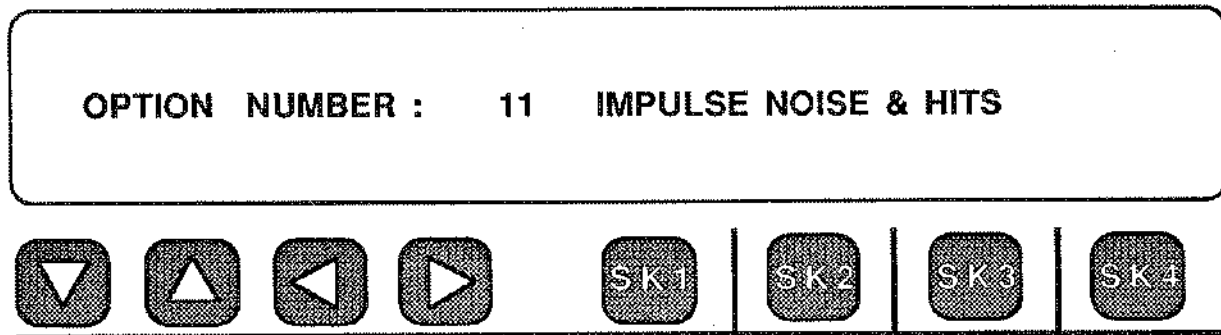 OPTION NUMBER : 11 IMPULSE NOISE & HITS
SK1 SK2 SK3 SK4